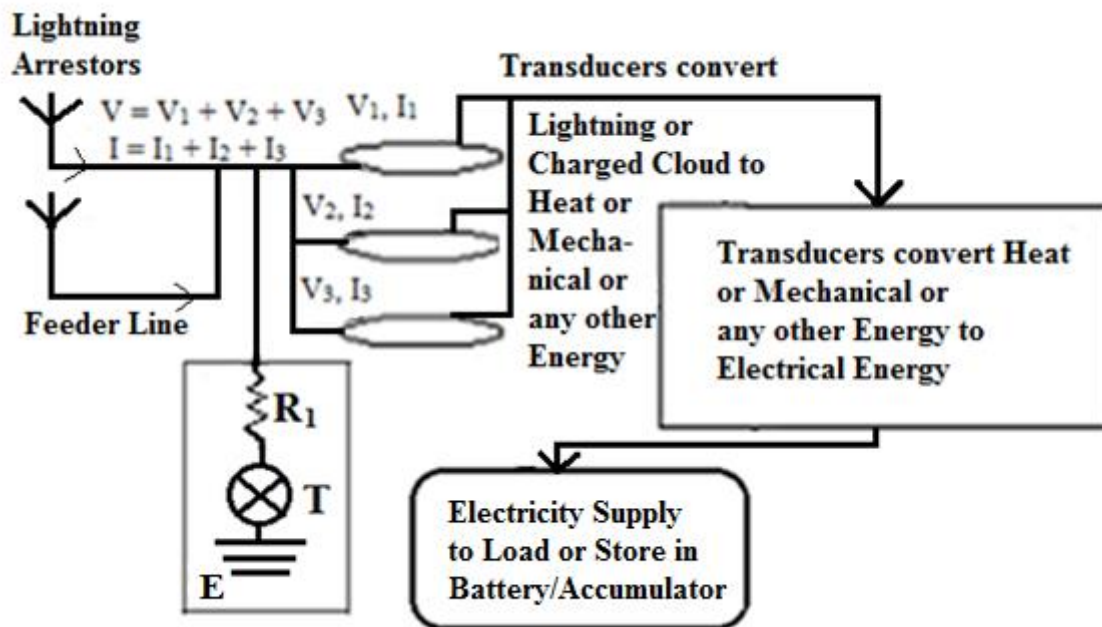 Lightning
Arrestors
V = V₁ + V₂ + V₃
I = I₁ + I₂ + I₃
V₁, I₁
V₂, I₂
V₃, I₃
Feeder Line
Transducers convert
Lightning or
Charged Cloud to
Heat or
Mecha-
nical or
any other
Energy
Transducers convert Heat
or Mechanical or
any other Energy to
Electrical Energy
R₁
T
E
Electricity Supply
to Load or Store in
Battery/Accumulator